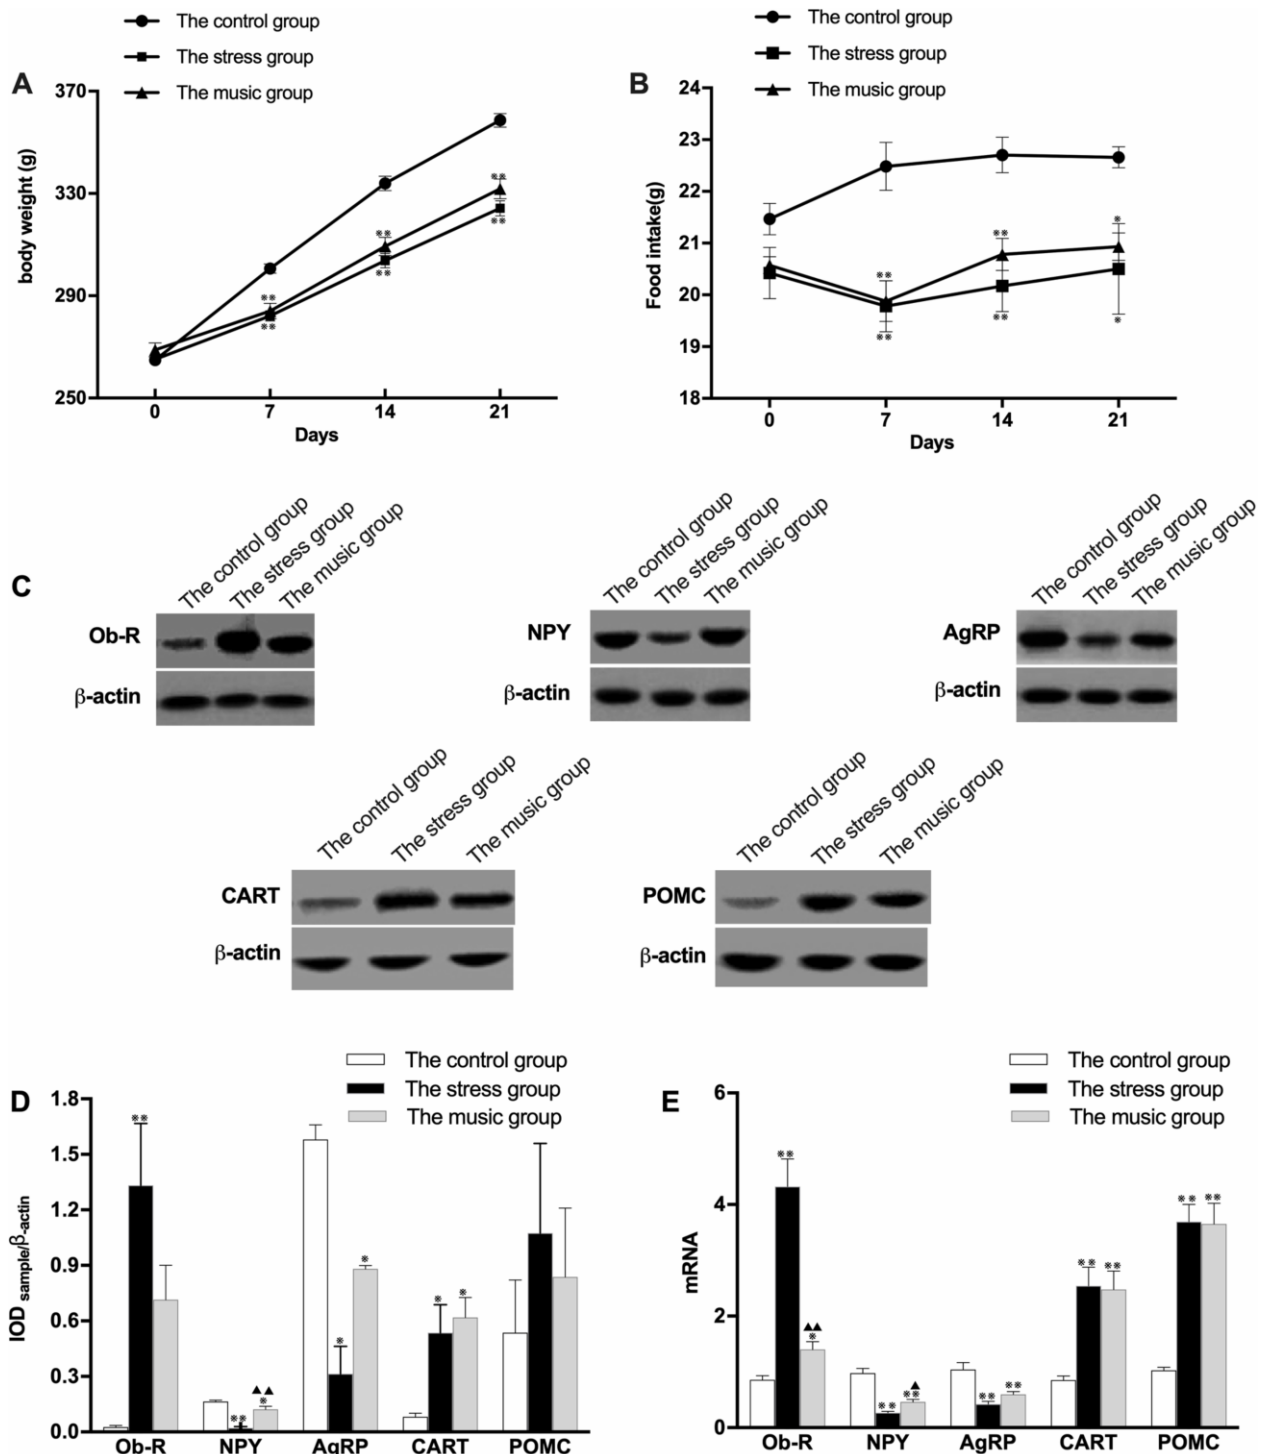 The control group
The stress group
The music group
A
370
330
290
250
body weight (g)
0 7 14 21
Days
The control group
The stress group
The music group
B
24
23
22
21
20
19
18
Food intake(g)
0 7 14 21
Days
※※ ※※ ※※
※※ ※※ ※※
※※ ※※ ※
※※ ※※ ※
C
The control group
The stress group
The music group
Ob-R
β-actin
The control group
The stress group
The music group
NPY
β-actin
The control group
The stress group
The music group
AgRP
β-actin
The control group
The stress group
The music group
CART
β-actin
The control group
The stress group
The music group
POMC
β-actin
D
The control group
The stress group
The music group
1.8
1.5
1.2
0.9
0.6
0.3
0.0
IOD sample/β-actin
※※ ※※ ▲▲ ※ ※ ※ ※ ※
Ob-R NPY AgRP CART POMC
E
The control group
The stress group
The music group
6
4
2
0
mRNA
※※ ▲▲ ※ ※※ ▲ ※※ ※※ ※※ ※※ ※※ ※※ ※※
Ob-R NPY AgRP CART POMC